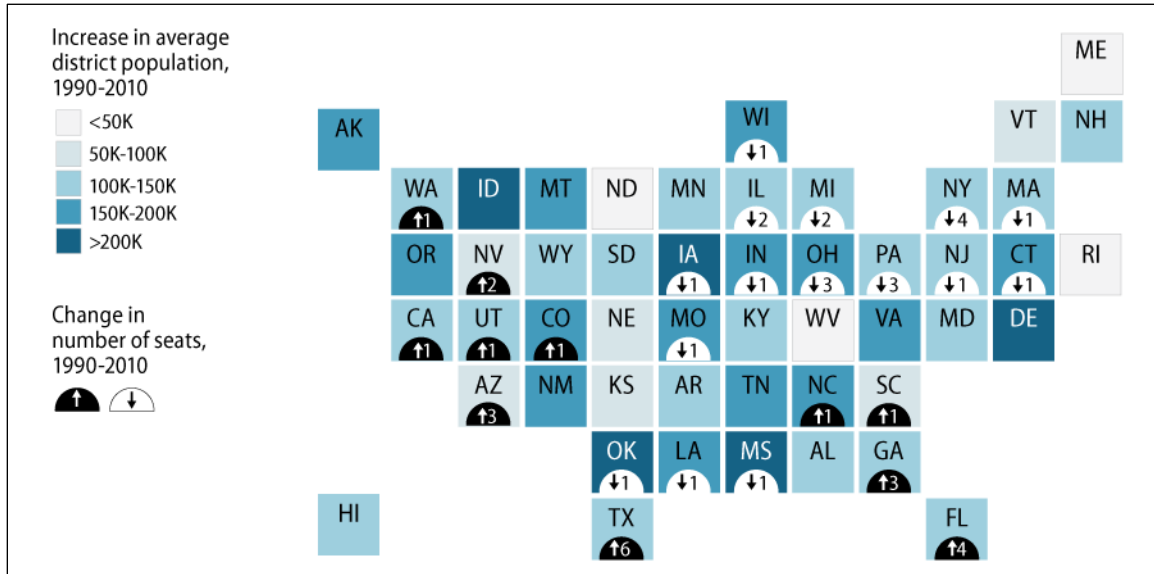 Increase in average
district population,
1990-2010
<50K
50K-100K
100K-150K
150K-200K
>200K
Change in
number of seats,
1990-2010
↑ ↓
ME
AK WI VT NH
↓1
WA ID MT ND MN IL MI NY MA
↑1 ↓2 ↓2 ↓4 ↓1
OR NV WY SD IA IN OH PA NJ CT RI
↑2 ↓1 ↓1 ↓3 ↓3 ↓1 ↓1
CA UT CO NE MO KY WV VA MD DE
↑1 ↑1 ↑1 ↓1
AZ NM KS AR TN NC SC
↑3 ↑1 ↑1
OK LA MS AL GA
↓1 ↓1 ↓1 ↑3
HI TX FL
↑6 ↑4